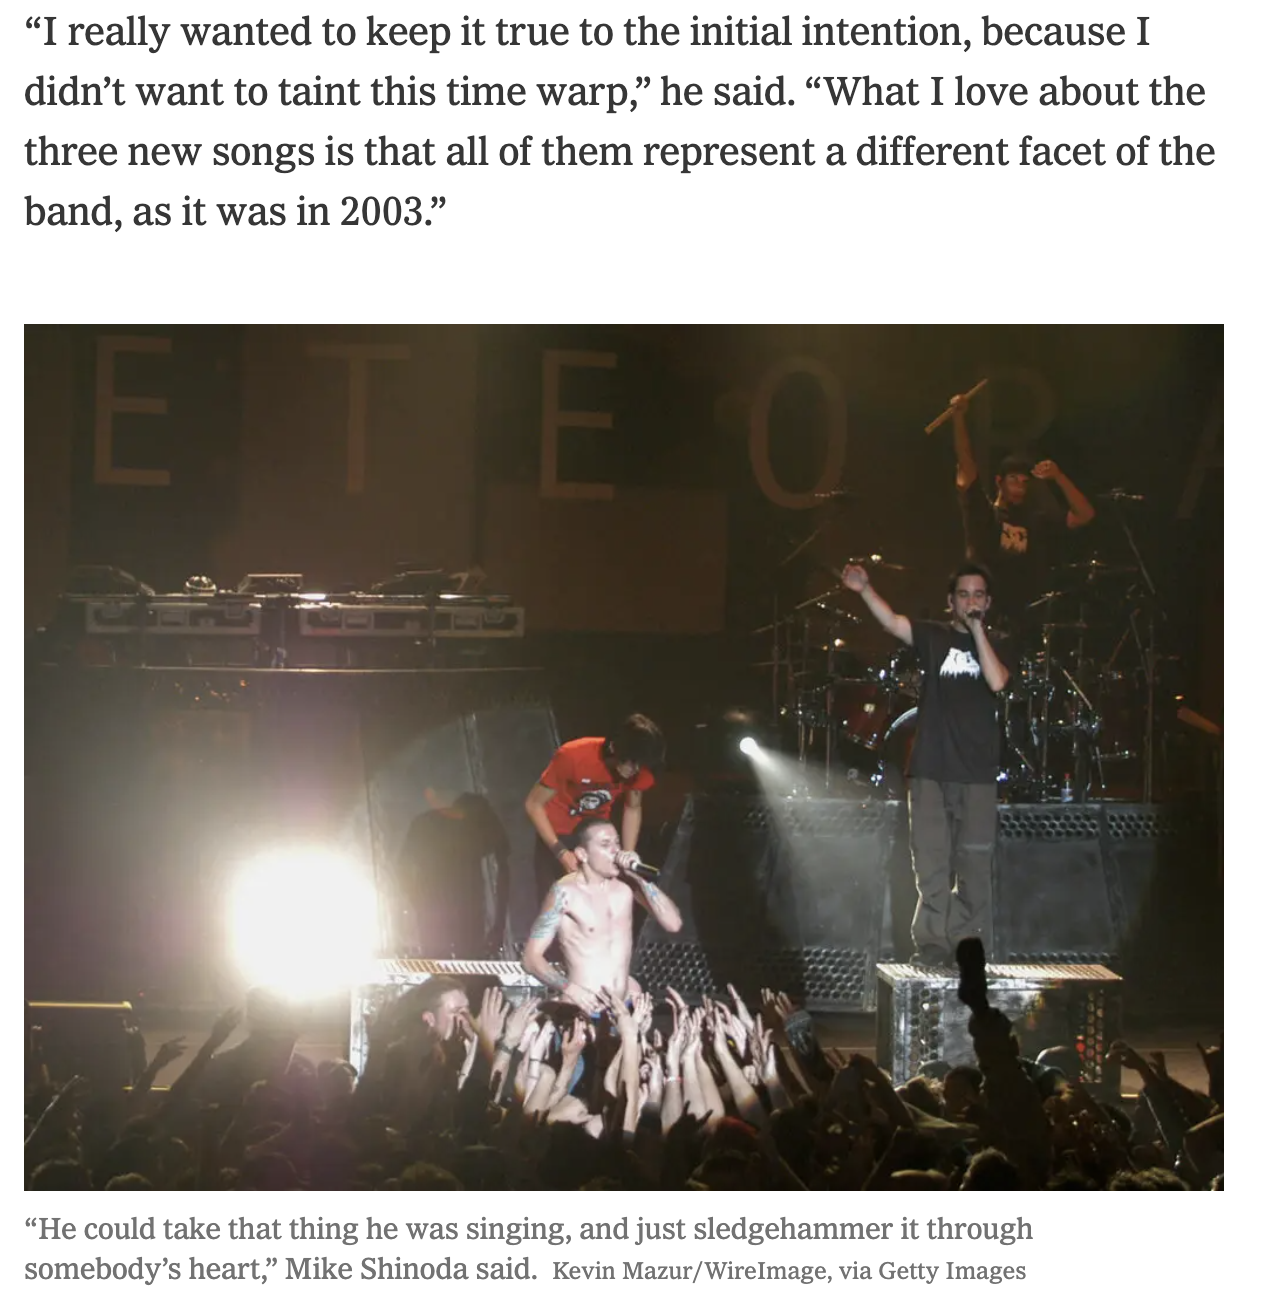 “I really wanted to keep it true to the initial intention, because I
didn’t want to taint this time warp,” he said. “What I love about the
three new songs is that all of them represent a different facet of the
band, as it was in 2003.”
E T E O R A
“He could take that thing he was singing, and just sledgehammer it through
somebody’s heart,” Mike Shinoda said. Kevin Mazur/WireImage, via Getty Images